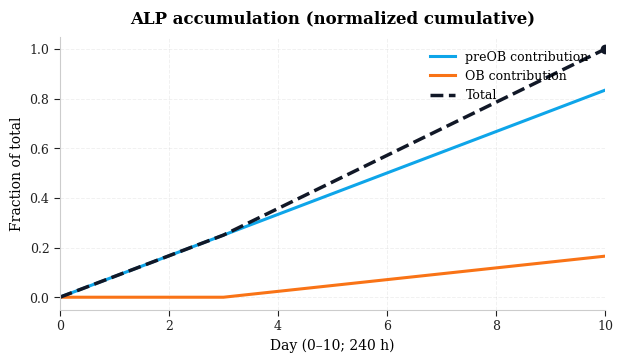 ALP accumulation (normalized cumulative)
1.0
0.8
0.6
0.4
0.2
0.0
Fraction of total
preOB contribution
OB contribution
Total
0 2 4 6 8 10
Day (0–10; 240 h)